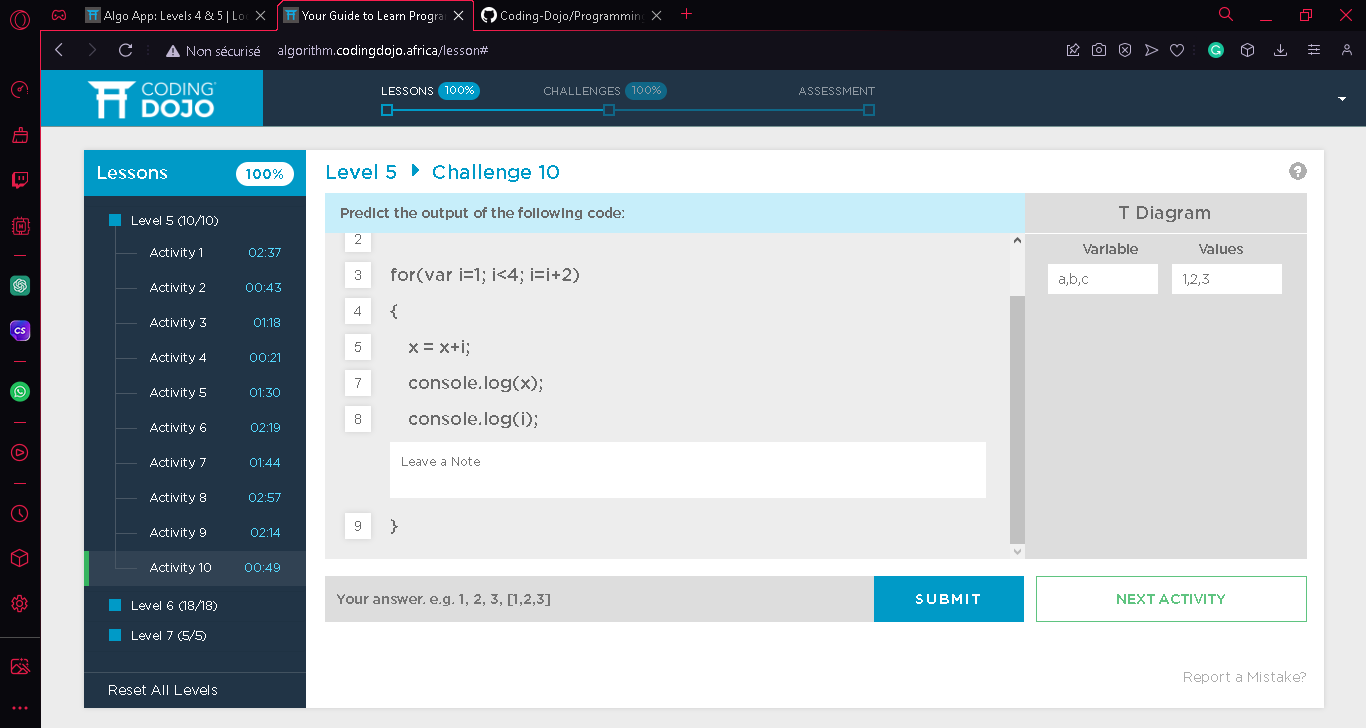 Algo App: Levels 4 & 5 | Lo
Your Guide to Learn Progra
Coding-Dojo/Programmin
Non sécurisé
algorithm.codingdojo.africa/lesson#
CODING
DOJO
LESSONS 100%
CHALLENGES 100%
ASSESSMENT
Lessons 100%
Level 5 (10/10)
Activity 1 02:37
Activity 2 00:43
Activity 3 01:18
Activity 4 00:21
Activity 5 01:30
Activity 6 02:19
Activity 7 01:44
Activity 8 02:57
Activity 9 02:14
Activity 10 00:49
Level 6 (18/18)
Level 7 (5/5)
Reset All Levels
Level 5 Challenge 10
?
Predict the output of the following code:
2
3 for(var i=1; i<4; i=i+2)
4 {
5 x = x+i;
7 console.log(x);
8 console.log(i);
Leave a Note
9 }
T Diagram
Variable Values
a,b,c 1,2,3
Your answer. e.g. 1, 2, 3, [1,2,3]
SUBMIT
NEXT ACTIVITY
Report a Mistake?
CS